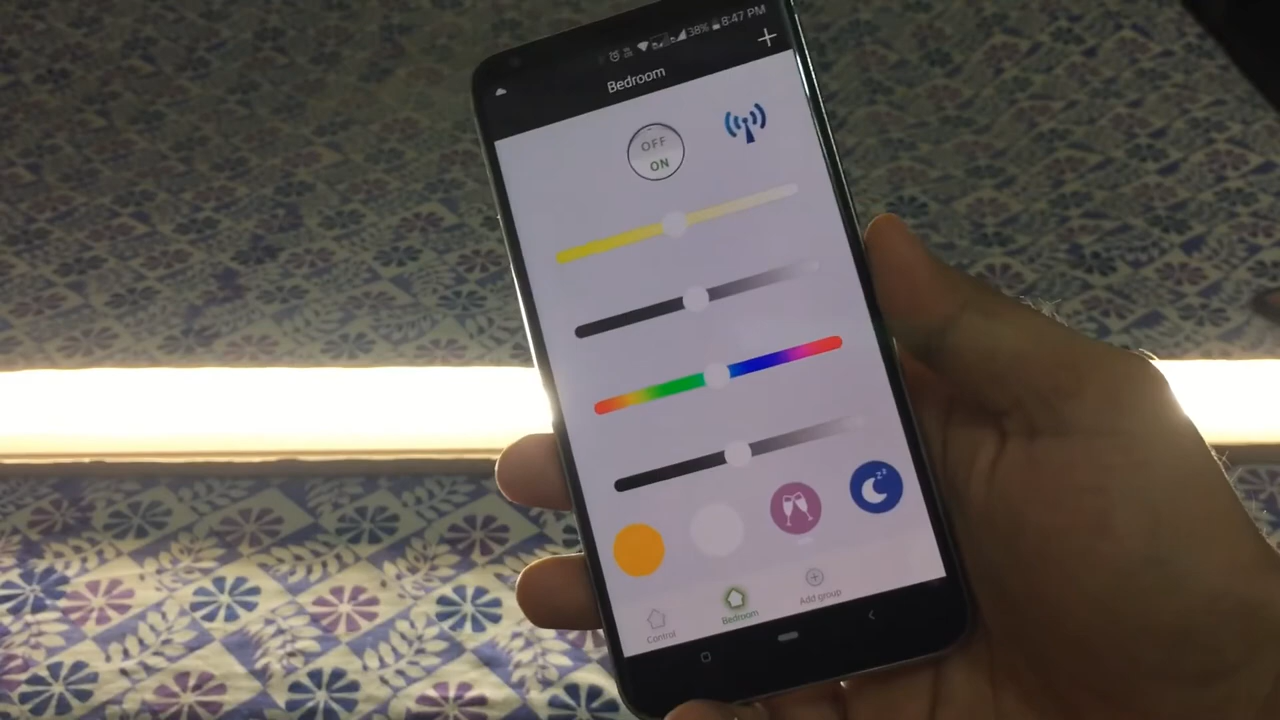 38% 8:47 PM
Bedroom
OFF
ON
z z z
Control
Bedroom
Add group